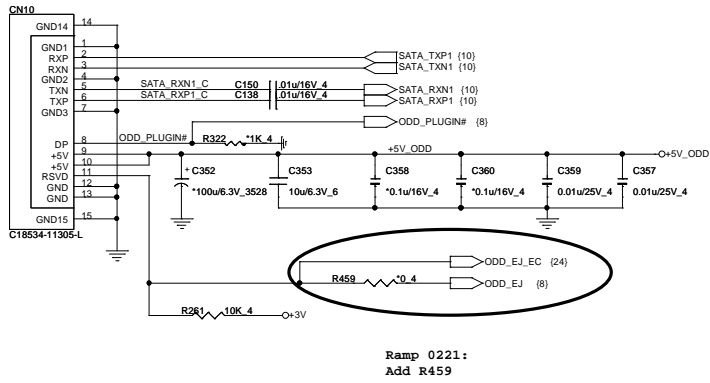 CN10
GND14 14
GND1 1
RXP 2 SATA_TXP1 {10}
RXN 3 SATA_TXN1 {10}
GND2 4
TXN 5 SATA_RXN1_C C150 .01u/16V_4 SATA_RXN1 {10}
TXP 6 SATA_RXP1_C C138 .01u/16V_4 SATA_RXP1 {10}
GND3 7
ODD_PLUGIN# {8}
DP 8 ODD_PLUGIN# R322 *1K_4
+5V 9 +5V_ODD +5V_ODD
+5V 10
RSVD 11
GND 12
GND 13
GND15 15
C18534-11305-L
+ C352 C353 C358 C360 C359 C357
*100u/6.3V_3528 10u/6.3V_6 *0.1u/16V_4 *0.1u/16V_4 0.01u/25V_4 0.01u/25V_4
ODD_EJ_EC {24}
R459 *0_4 ODD_EJ {8}
R261 10K_4 +3V
Ramp 0221:
Add R459